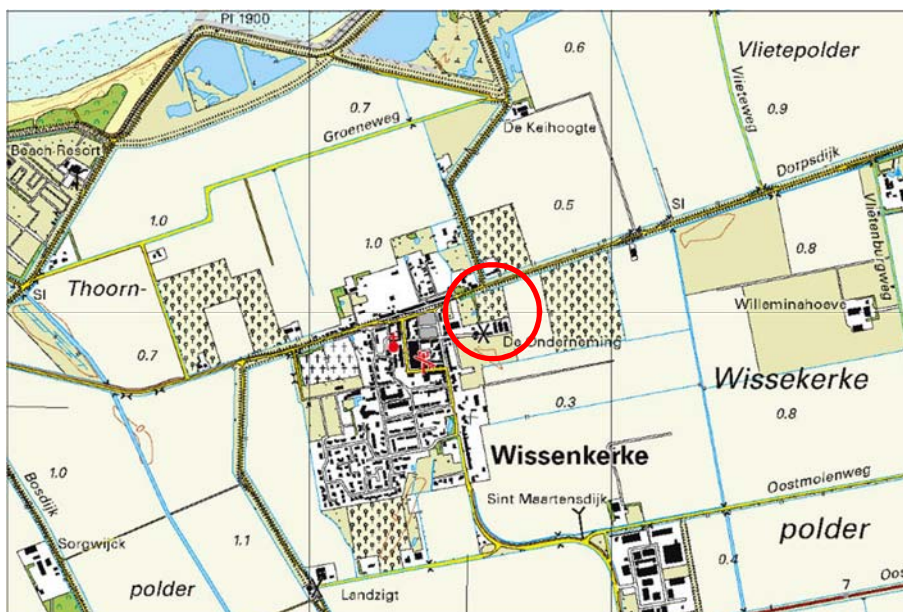 Pl 1900
Vlietepolder
0.6
0.7
Vlieteweg
0.9
Groeneweg
De Keihoogte
Beach Resort
Dorpsdijk
0.5
Sl
1.0
1.0
0.8
Vlietenburgweg
Sl
Thoorn-
Willeminahoeve
De Onderneming
0.7
Wissekerke
0.3
0.8
Wissenkerke
Oostmolenweg
1.0
Bosdijk
Sint Maartensdijk
1.1
polder
Sorgwijck
0.4
polder
Landzigt
7